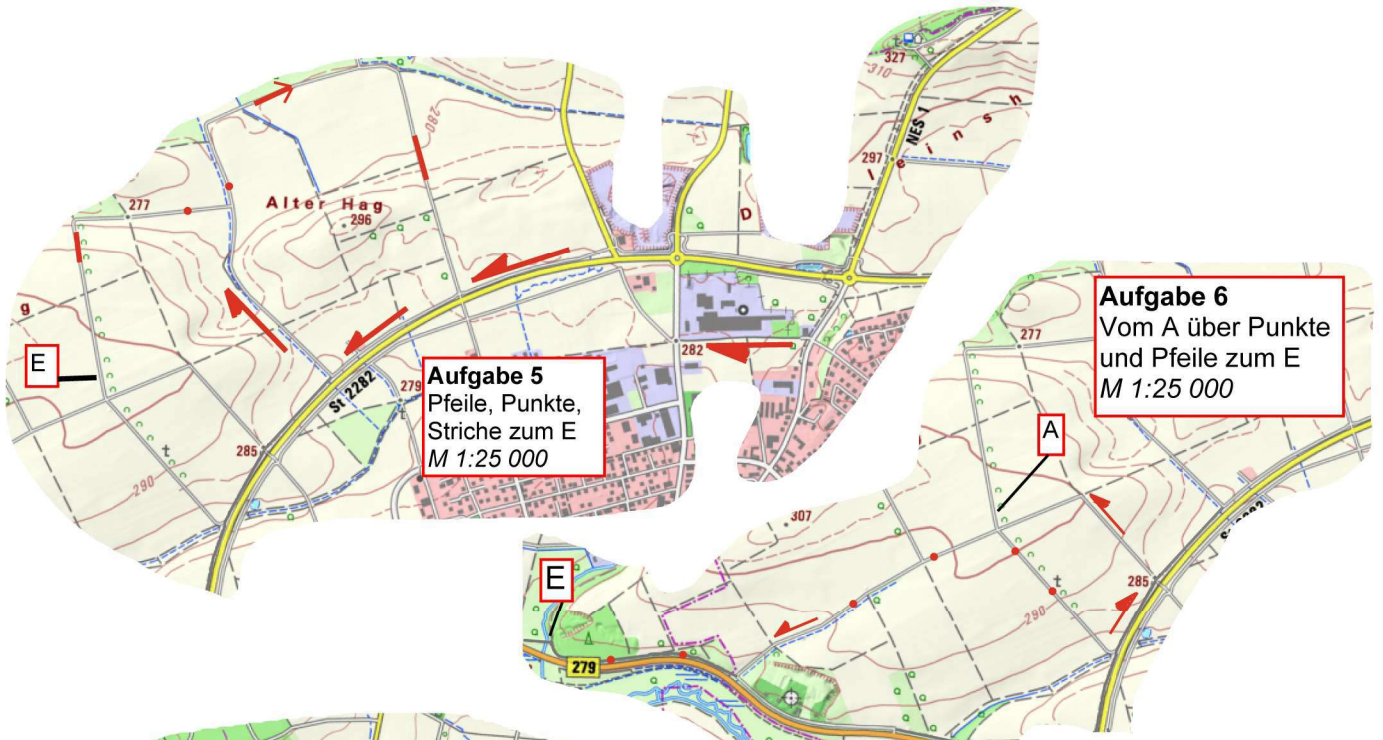 327
310
NES 1
l e i n s h
297
280
277
Alter Hag
296
D
g
E
282
St 2282
279
t
Aufgabe 5
Pfeile, Punkte,
Striche zum E
M 1:25 000
t
285
290
Aufgabe 6
Vom A über Punkte
und Pfeile zum E
M 1:25 000
277
A
307
E
t
285
290
279